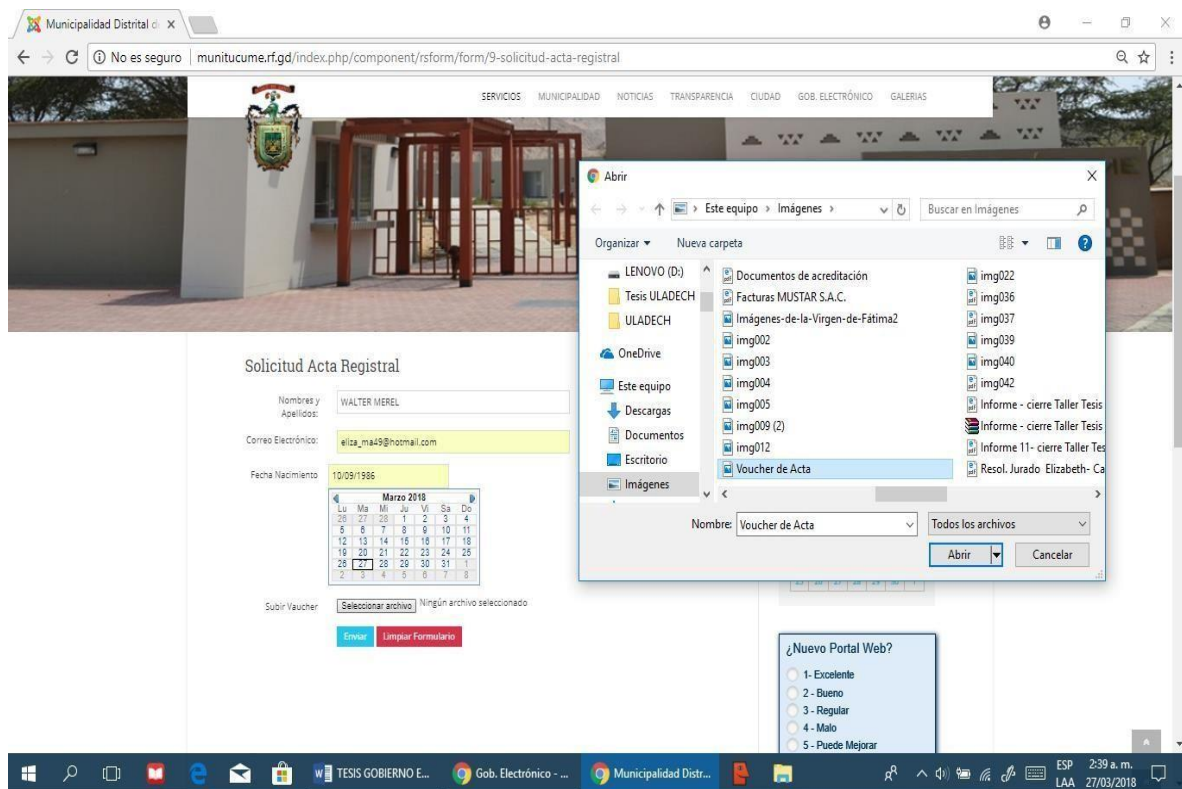 Municipalidad Distrital d
No es seguro
munitucume.rf.gd/index.php/component/rsform/form/9-solicitud-acta-registral
SERVICIOS MUNICIPALIDAD NOTICIAS TRANSPARENCIA CIUDAD GOB. ELECTRÓNICO GALERIAS
Abrir
Este equipo > Imágenes >
Buscar en Imágenes
Organizar
Nueva carpeta
LENOVO (D:)
Tesis ULADECH
ULADECH
OneDrive
Este equipo
Descargas
Documentos
Escritorio
Imágenes
Documentos de acreditación
Facturas MUSTAR S.A.C.
Imágenes-de-la-Virgen-de-Fátima2
img002
img003
img004
img005
img009 (2)
img012
Voucher de Acta
img022
img036
img037
img039
img040
img042
Informe - cierre Taller Tesis
Informe - cierre Taller Tesis
Informe 11- cierre Taller Tes
Resol. Jurado Elizabeth- Ca
Nombre: Voucher de Acta
Todos los archivos
Abrir
Cancelar
Solicitud Acta Registral
Nombres y
Apellidos:
WALTER MEREL
Correo Electrónico:
eliza_ma49@hotmail.com
Fecha Nacimiento
10/09/1986
Marzo 2018
Lu Ma Mi Ju Vi Sa Do
26 27 28 1 2 3 4
5 6 7 8 9 10 11
12 13 14 15 16 17 18
19 20 21 22 23 24 25
26 27 28 29 30 31 1
2 3 4 5 6 7 8
25 26 27 28 29 30 1
Subir Vaucher
Seleccionar archivo Ningún archivo seleccionado
Enviar
Limpiar Formulario
¿Nuevo Portal Web?
1- Excelente
2 - Bueno
3 - Regular
4 - Malo
5 - Puede Mejorar
TESIS GOBIERNO E...
Gob. Electrónico - ...
Municipalidad Distr...
ESP
LAA
2:39 a. m.
27/03/2018